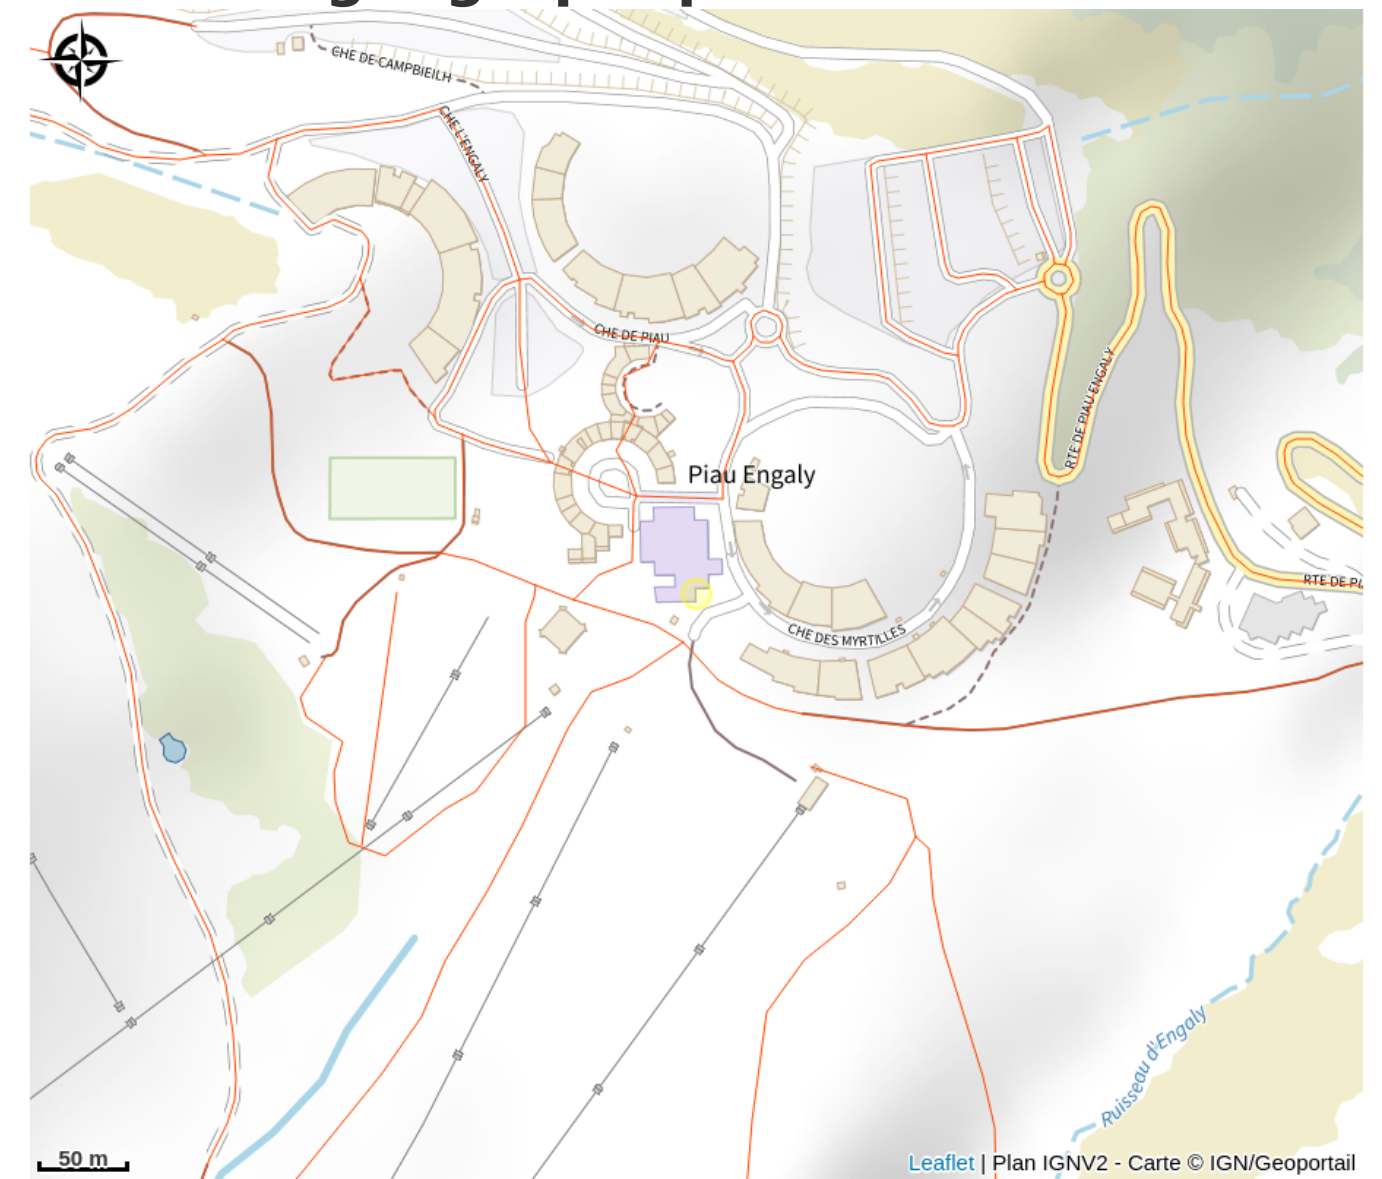 CHE DE CAMPBIEILH
CHE L'ENGALY
CHE DE PIAU
RTE DE PIAU ENGALY
Piau Engaly
RTE DE PI
CHE DES MYRTILLES
Ruisseau d'Engaly
50 m
Leaflet | Plan IGNV2 - Carte © IGN/Geoportail